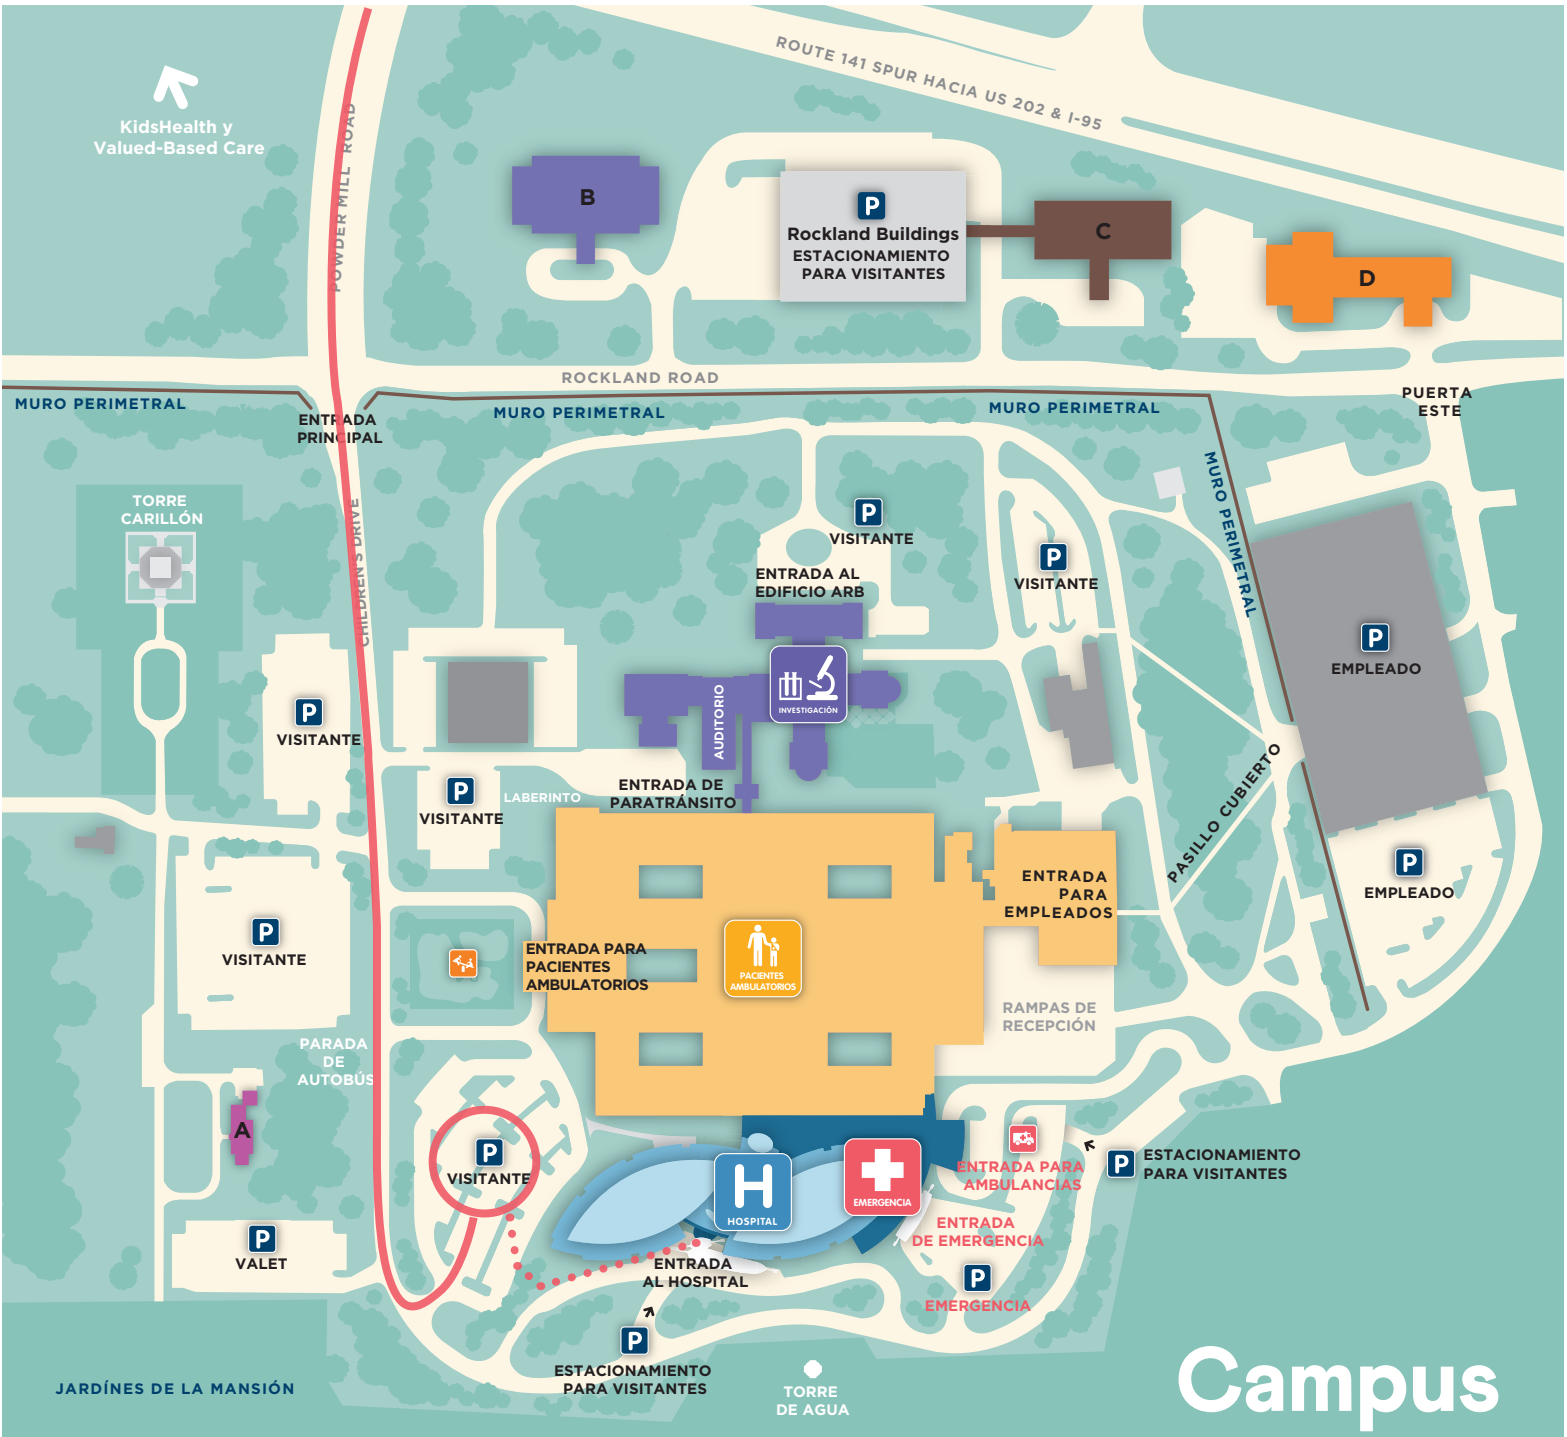 ROUTE 141 SPUR HACIA US 202 & I-95
KidsHealth y
Valued-Based Care
POWDER MILL ROAD
B
P
Rockland Buildings
ESTACIONAMIENTO
PARA VISITANTES
C
D
ROCKLAND ROAD
MURO PERIMETRAL
MURO PERIMETRAL
MURO PERIMETRAL
PUERTA
ESTE
ENTRADA
PRINCIPAL
MURO PERIMETRAL
TORRE
CARILLÓN
CHILDREN'S DRIVE
P
VISITANTE
P
VISITANTE
ENTRADA AL
EDIFICIO ARB
P
EMPLEADO
P
VISITANTE
INVESTIGACIÓN
AUDITORIO
P
VISITANTE
LABERINTO
ENTRADA DE
PARATRÁNSITO
PASILLO CUBIERTO
P
EMPLEADO
ENTRADA
PARA
EMPLEADOS
P
VISITANTE
ENTRADA PARA
PACIENTES
AMBULATORIOS
PACIENTES
AMBULATORIOS
RAMPAS DE
RECEPCIÓN
PARADA
DE
AUTOBÚS
A
P
VISITANTE
H
HOSPITAL
EMERGENCIA
ENTRADA PARA
AMBULANCIAS
P
ESTACIONAMIENTO
PARA VISITANTES
ENTRADA
DE EMERGENCIA
P
VALET
ENTRADA
AL HOSPITAL
P
EMERGENCIA
P
ESTACIONAMIENTO
PARA VISITANTES
JARDÍNES DE LA MANSIÓN
TORRE
DE AGUA
Campus